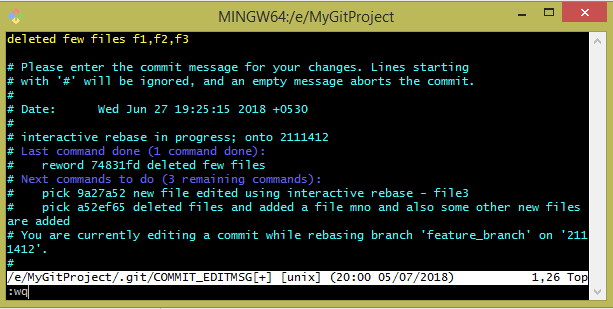 MINGW64:/e/MyGitProject
deleted few files f1,f2,f3
# Please enter the commit message for your changes. Lines starting
# with '#' will be ignored, and an empty message aborts the commit.
#
# Date:      Wed Jun 27 19:25:15 2018 +0530
#
# interactive rebase in progress; onto 2111412
# Last command done (1 command done):
#    reword 74831fd deleted few files
# Next commands to do (3 remaining commands):
#    pick 9a27a52 new file edited using interactive rebase - file3
#    pick a52ef65 deleted files and added a file mno and also some other new files
are added
# You are currently editing a commit while rebasing branch 'feature_branch' on '211
1412'.
#
/e/MyGitProject/.git/COMMIT_EDITMSG[+] [unix] (20:00 05/07/2018)          1,26 Top
:wq